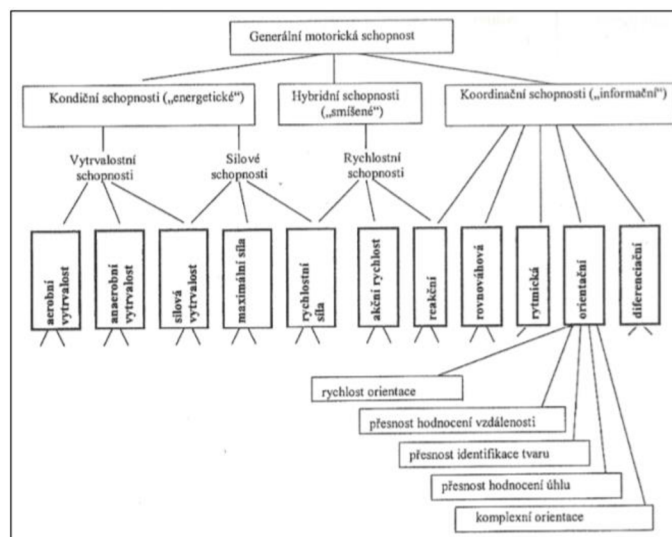 Generální motorická schopnost
Kondiční schopnosti („energetické“)
Hybridní schopnosti
(„smíšené“)
Koordinační schopnosti („informační“)
Vytrvalostní
schopnosti
Silové
schopnosti
Rychlostní
schopnosti
aerobní
vytrvalost
anaerobní
vytrvalost
silová
vytrvalost
maximální síla
rychlostní
síla
akční rychlost
reakční
rovnováhová
rytmická
orientační
diferenciační
rychlost orientace
přesnost hodnocení vzdálenosti
přesnost identifikace tvaru
přesnost hodnocení úhlu
komplexní orientace